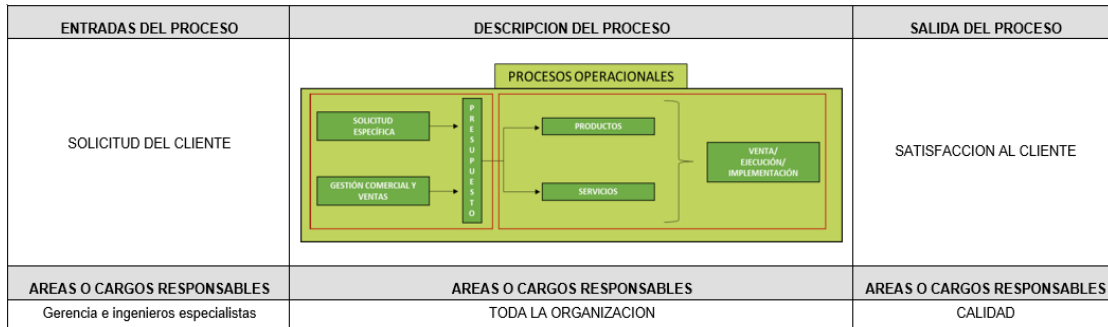 ENTRADAS DEL PROCESO
DESCRIPCION DEL PROCESO
SALIDA DEL PROCESO
SOLICITUD DEL CLIENTE
PROCESOS OPERACIONALES
SOLICITUD
ESPECÍFICA
GESTIÓN COMERCIAL Y
VENTAS
P
R
E
S
U
P
U
E
S
T
O
PRODUCTOS
SERVICIOS
VENTA/
EJECUCIÓN/
IMPLEMENTACIÓN
SATISFACCION AL CLIENTE
AREAS O CARGOS RESPONSABLES
AREAS O CARGOS RESPONSABLES
AREAS O CARGOS RESPONSABLES
Gerencia e ingenieros especialistas
TODA LA ORGANIZACION
CALIDAD